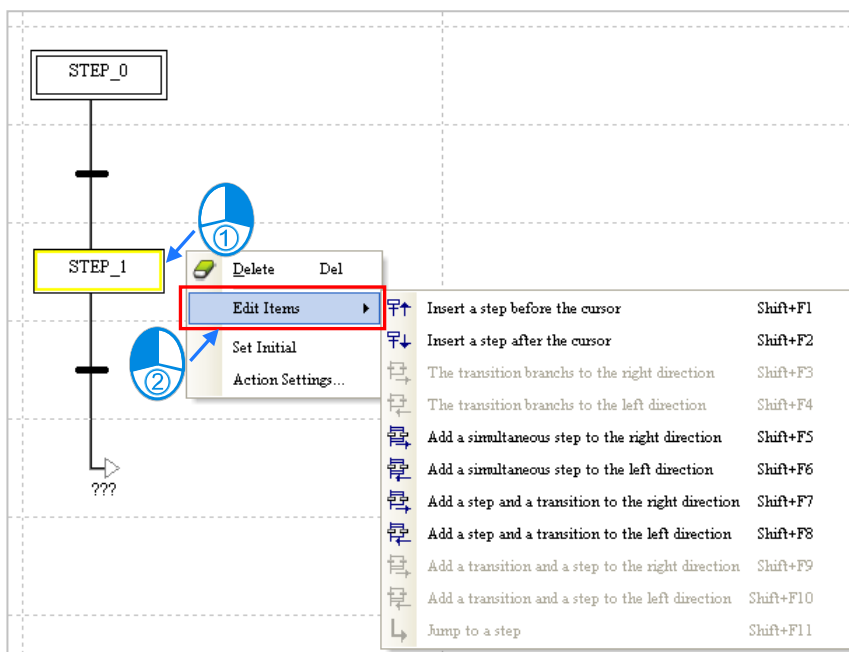 STEP_0
①
STEP_1
Delete Del
Edit Items
Set Initial
Action Settings...
②
Insert a step before the cursor Shift+F1
Insert a step after the cursor Shift+F2
The transition branchs to the right direction Shift+F3
The transition branchs to the left direction Shift+F4
Add a simultaneous step to the right direction Shift+F5
Add a simultaneous step to the left direction Shift+F6
Add a step and a transition to the right direction Shift+F7
Add a step and a transition to the left direction Shift+F8
Add a transition and a step to the right direction Shift+F9
Add a transition and a step to the left direction Shift+F10
Jump to a step Shift+F11
???